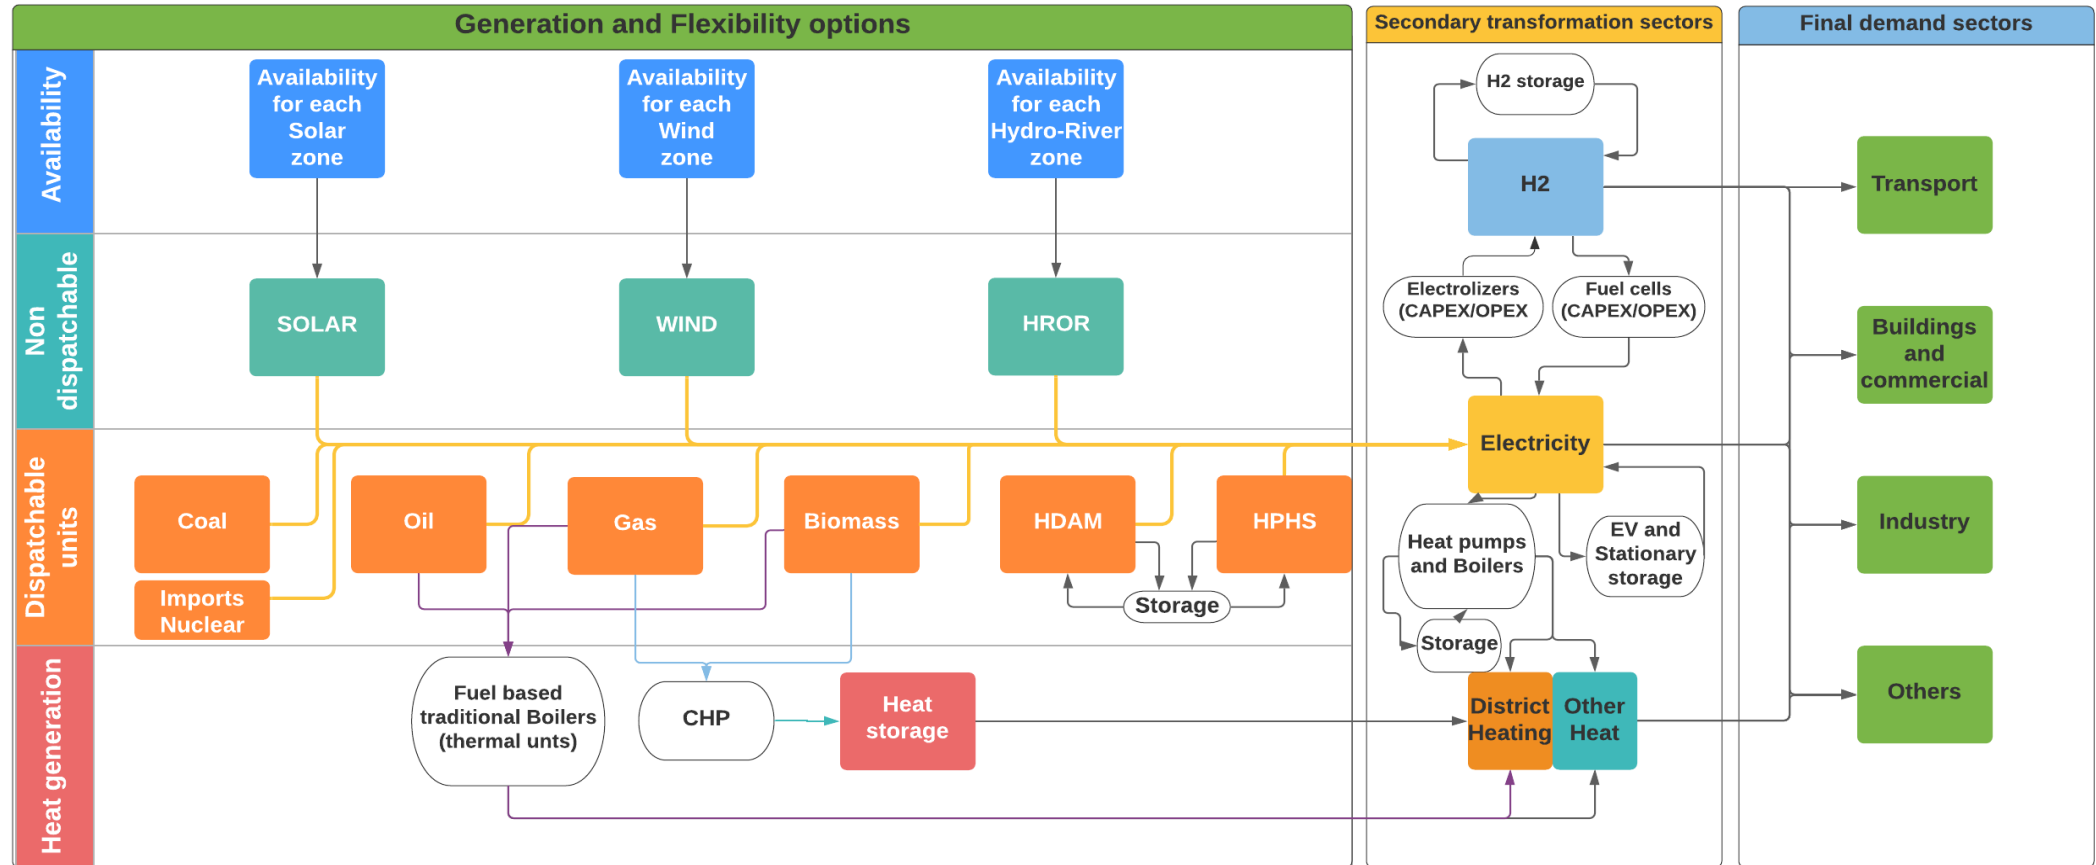 Generation and Flexibility options
Secondary transformation sectors
Final demand sectors
Availability
Availability
for each
Solar
zone
Availability
for each
Wind
zone
Availability
for each
Hydro-River
zone
H2 storage
H2
Transport
Non
dispatchable
SOLAR
WIND
HROR
Electrolizers
(CAPEX/OPEX
Fuel cells
(CAPEX/OPEX)
Buildings
and
commercial
Electricity
Dispatchable
units
Coal
Oil
Gas
Biomass
HDAM
HPHS
Imports
Nuclear
Storage
Heat pumps
and Boilers
EV and
Stationary
storage
Industry
Storage
Heat generation
Fuel based
traditional Boilers
(thermal unts)
CHP
Heat
storage
District
Heating
Other
Heat
Others